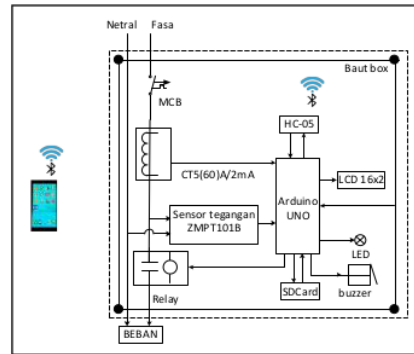 Netral Fasa
Baut box
MCB
HC-05
CT5(60)A/2mA
LCD 16x2
Arduino
UNO
Sensor tegangan
ZMPT101B
LED
Relay
SDCard
buzzer
BEBAN